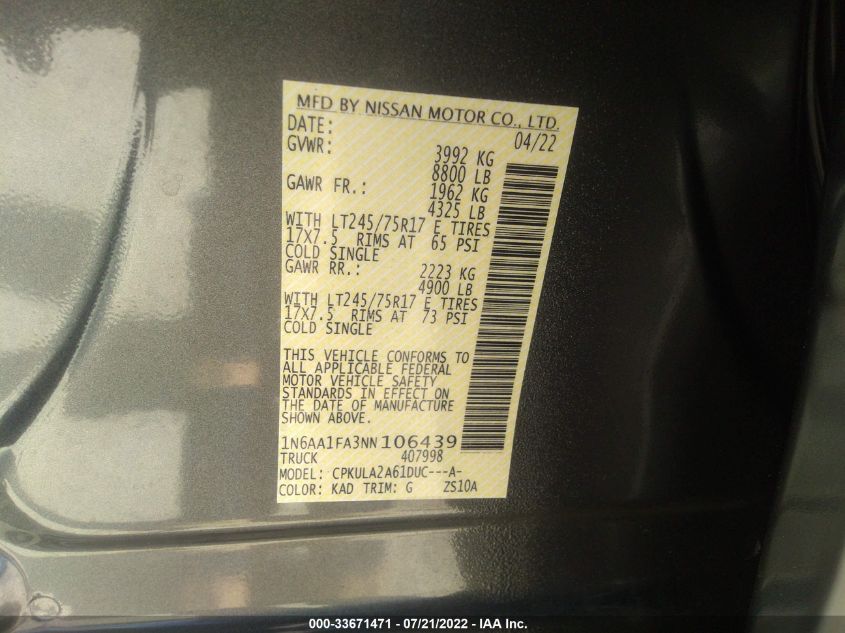 MFD BY NISSAN MOTOR CO., LTD.
DATE: 04/22
GVWR: 3992 KG
8800 LB
GAWR FR.: 1962 KG
4325 LB
WITH LT245/75R17 E TIRES
17X7.5 RIMS AT 65 PSI
COLD SINGLE
GAWR RR.: 2223 KG
4900 LB
WITH LT245/75R17 E TIRES
17X7.5 RIMS AT 73 PSI
COLD SINGLE
THIS VEHICLE CONFORMS TO
ALL APPLICABLE FEDERAL
MOTOR VEHICLE SAFETY
STANDARDS IN EFFECT ON
THE DATE OF MANUFACTURE
SHOWN ABOVE.
1N6AA1FA3NN106439
TRUCK 407998
MODEL: CPKULA2A61DUC---A-
COLOR: KAD TRIM: G ZS10A
000-33671471 - 07/21/2022 - IAA Inc.